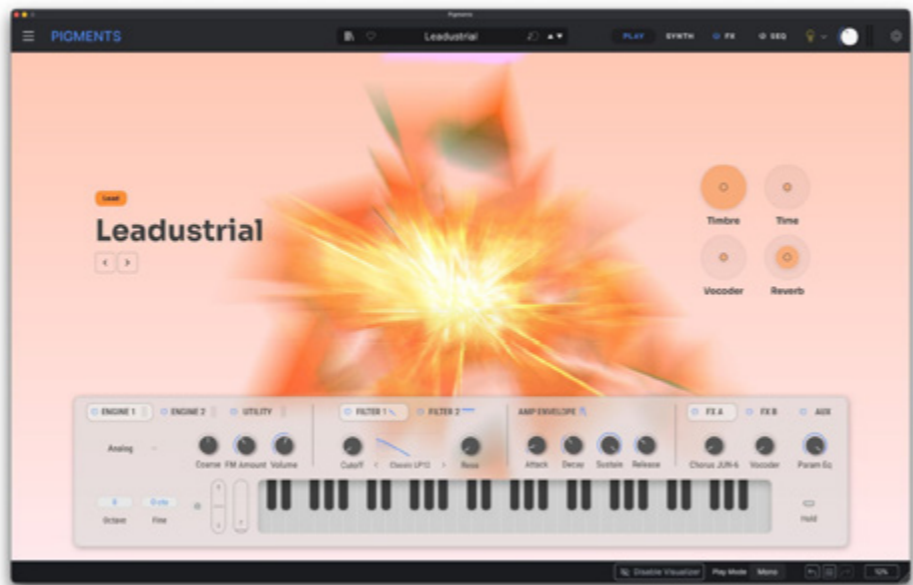 Pigments
PIGMENTS Leadustrial PLAY SYNTH FX SEQ
Lead
Leadustrial
Timbre Time
Vocoder Reverb
ENGINE 1 ENGINE 2 UTILITY FILTER 1 FILTER 2 AMP ENVELOPE FX A FX B AUX
Analog
Coarse FM Amount Volume Cutoff Classic LP12 Reso Attack Decay Sustain Release Chorus JUN-6 Vocoder Param Eq
Octave Fine Hold
Disable Visualizer Play Mode Mono